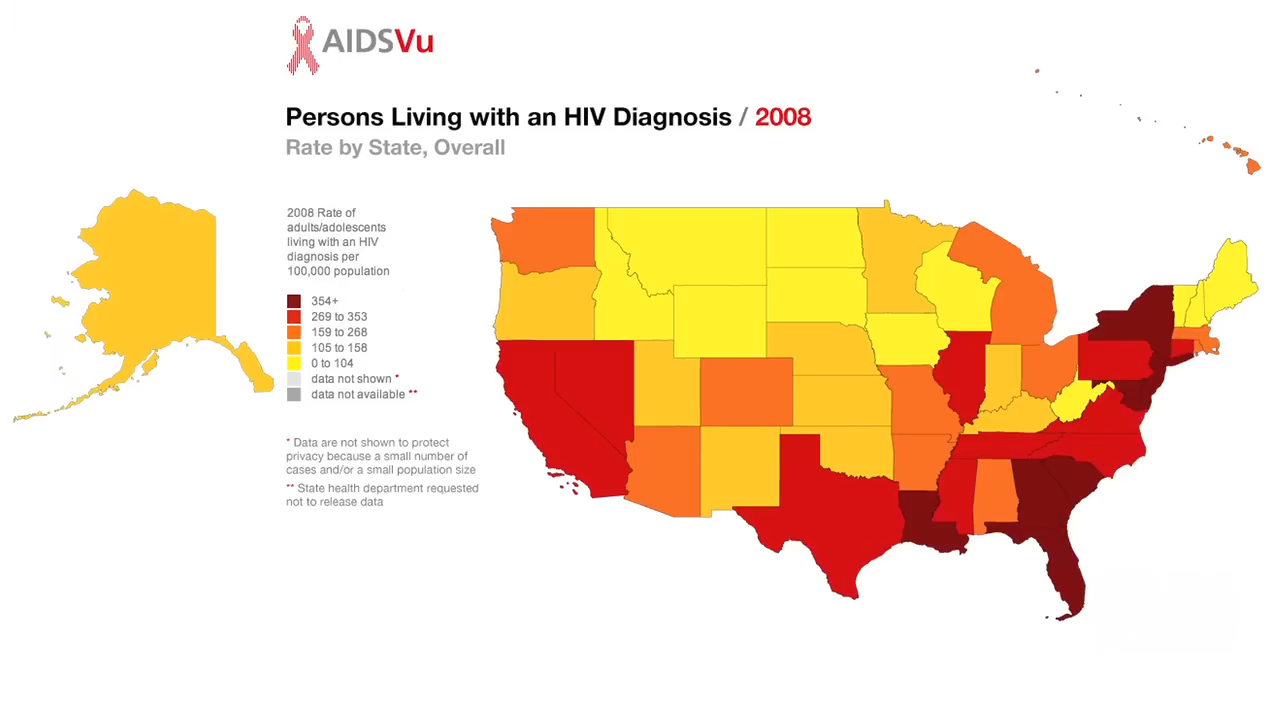 AIDSVu
Persons Living with an HIV Diagnosis / 2008
Rate by State, Overall
2008 Rate of
adults/adolescents
living with an HIV
diagnosis per
100,000 population
354+
269 to 353
159 to 268
105 to 158
0 to 104
data not shown *
data not available **
* Data are not shown to protect
privacy because a small number of
cases and/or a small population size
** State health department requested
not to release data